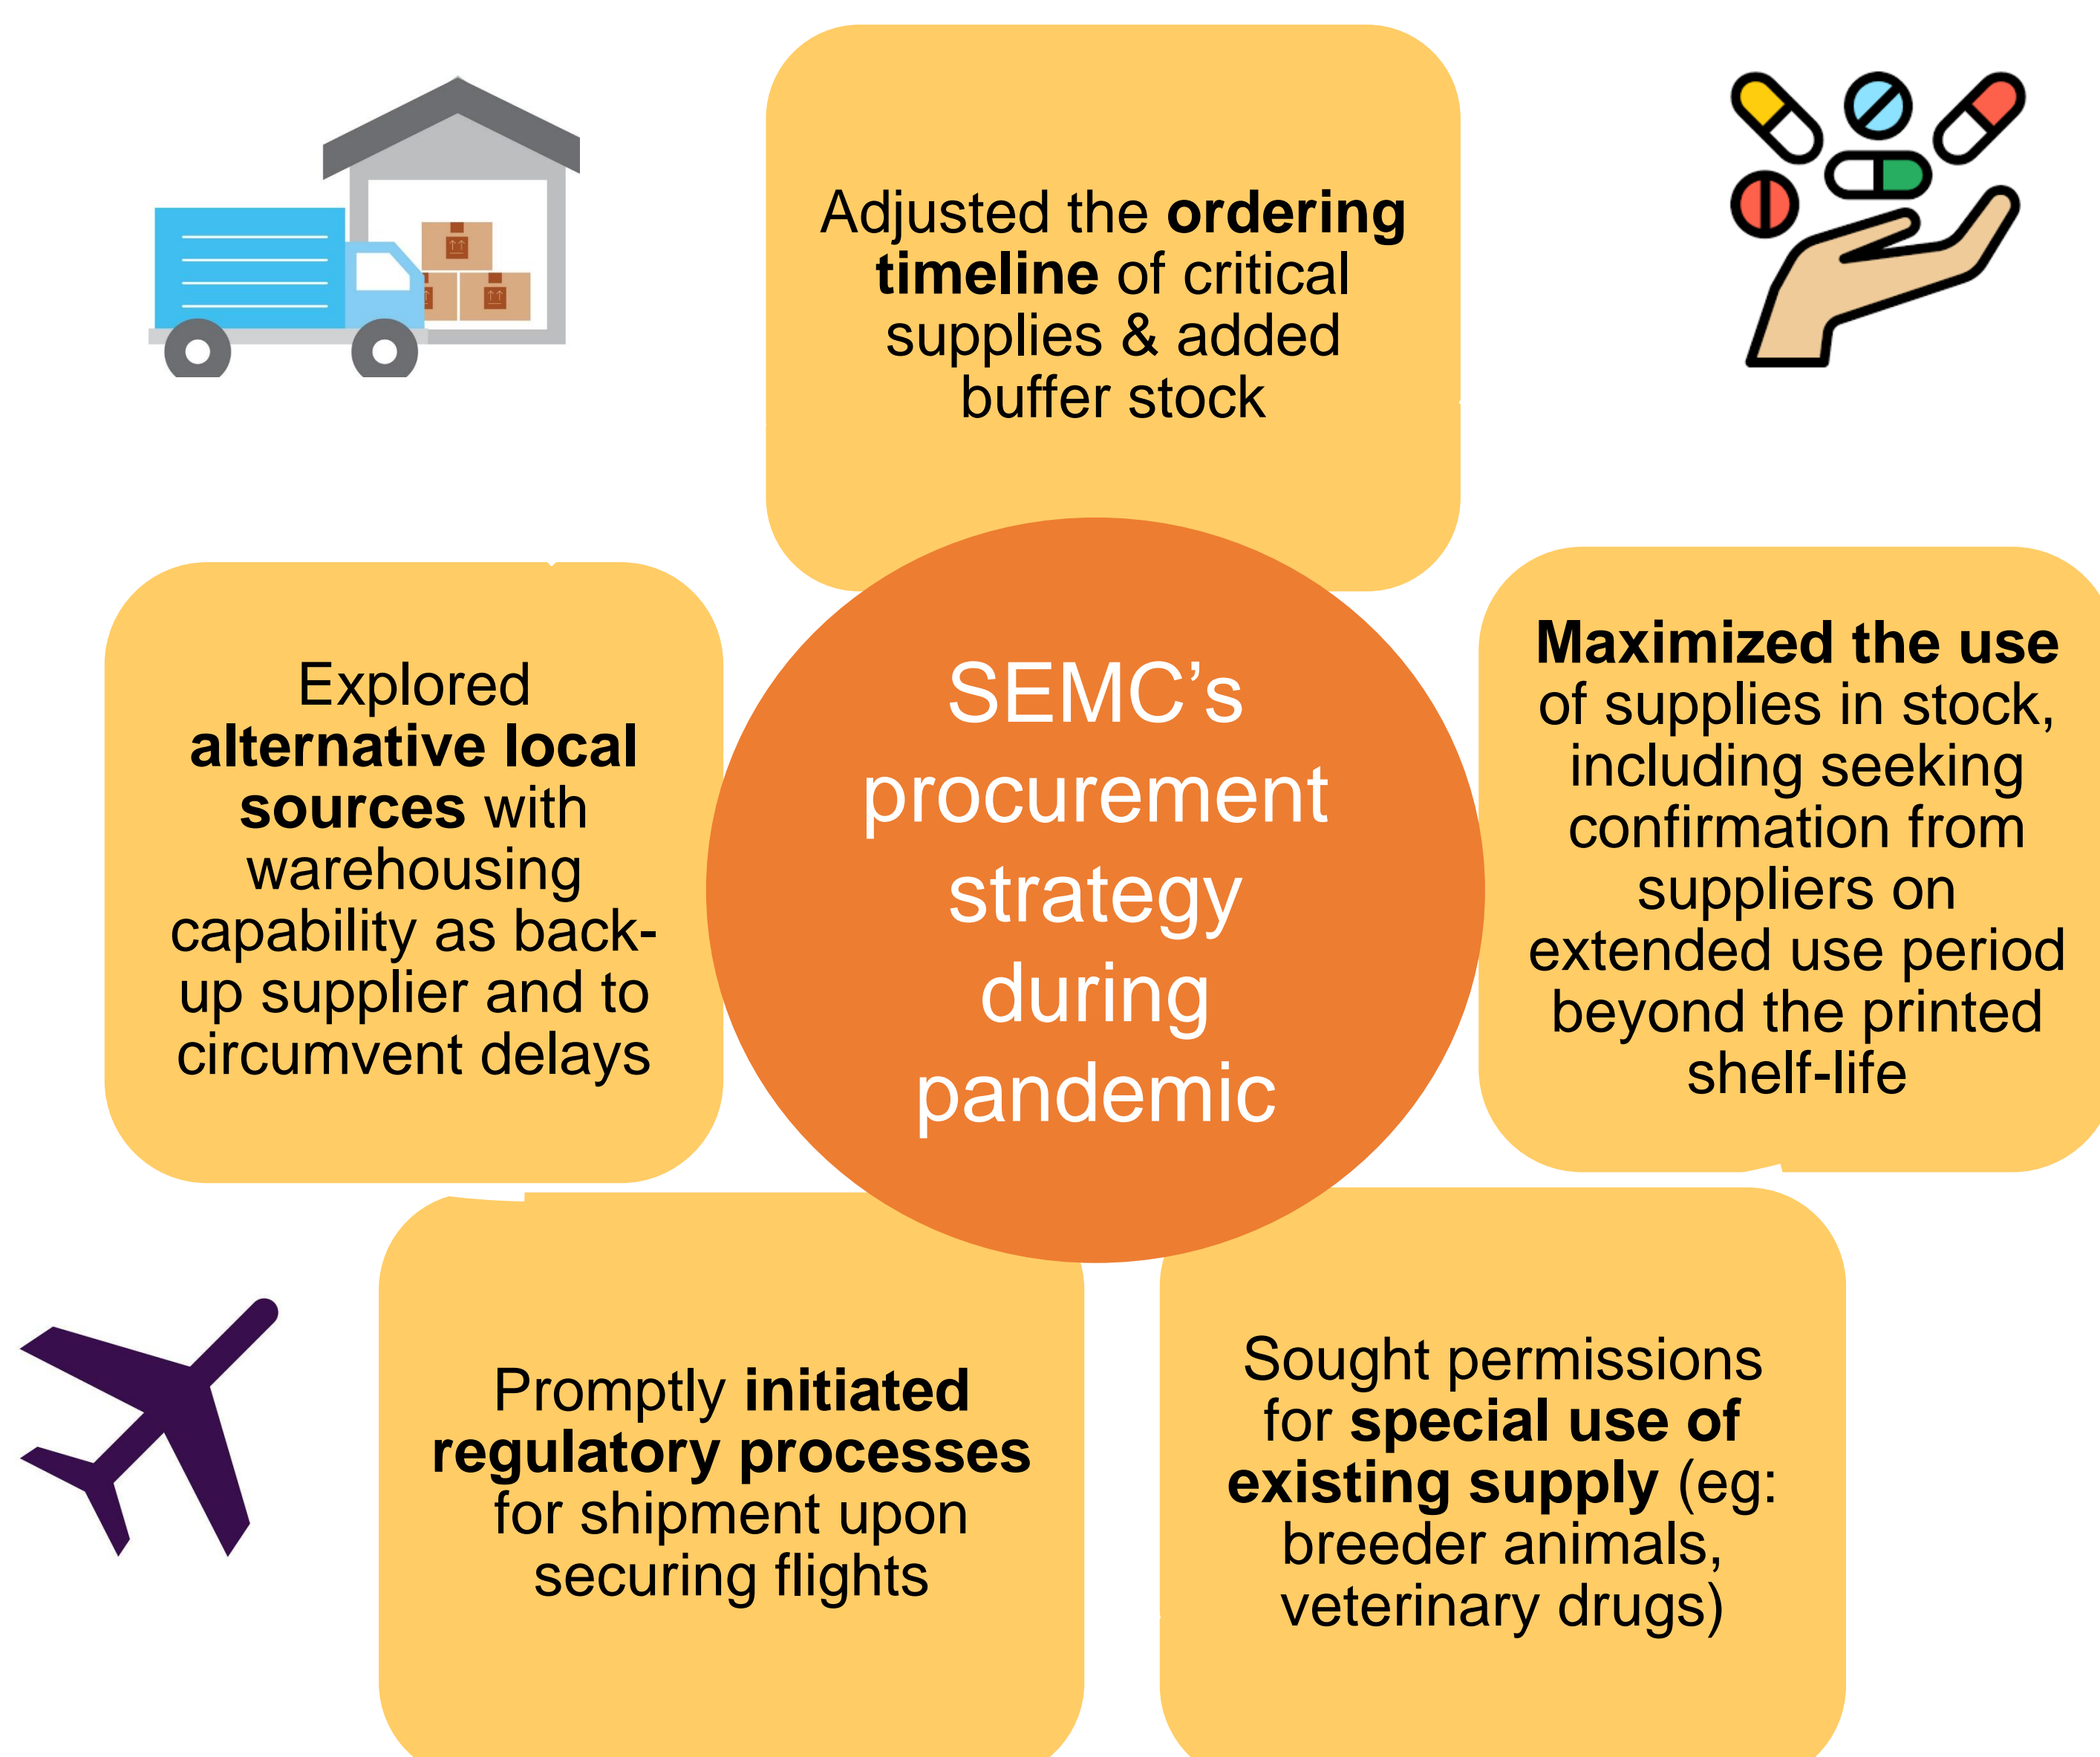 Adjusted the ordering
timeline of critical
supplies & added
buffer stock
Explored
alternative local
sources with
warehousing
capability as back-
up supplier and to
circumvent delays
SEMC’s
procurement
strategy
during
pandemic
Maximized the use
of supplies in stock,
including seeking
confirmation from
suppliers on
extended use period
beyond the printed
shelf-life
Promptly initiated
regulatory processes
for shipment upon
securing flights
Sought permissions
for special use of
existing supply (eg:
breeder animals,
veterinary drugs)